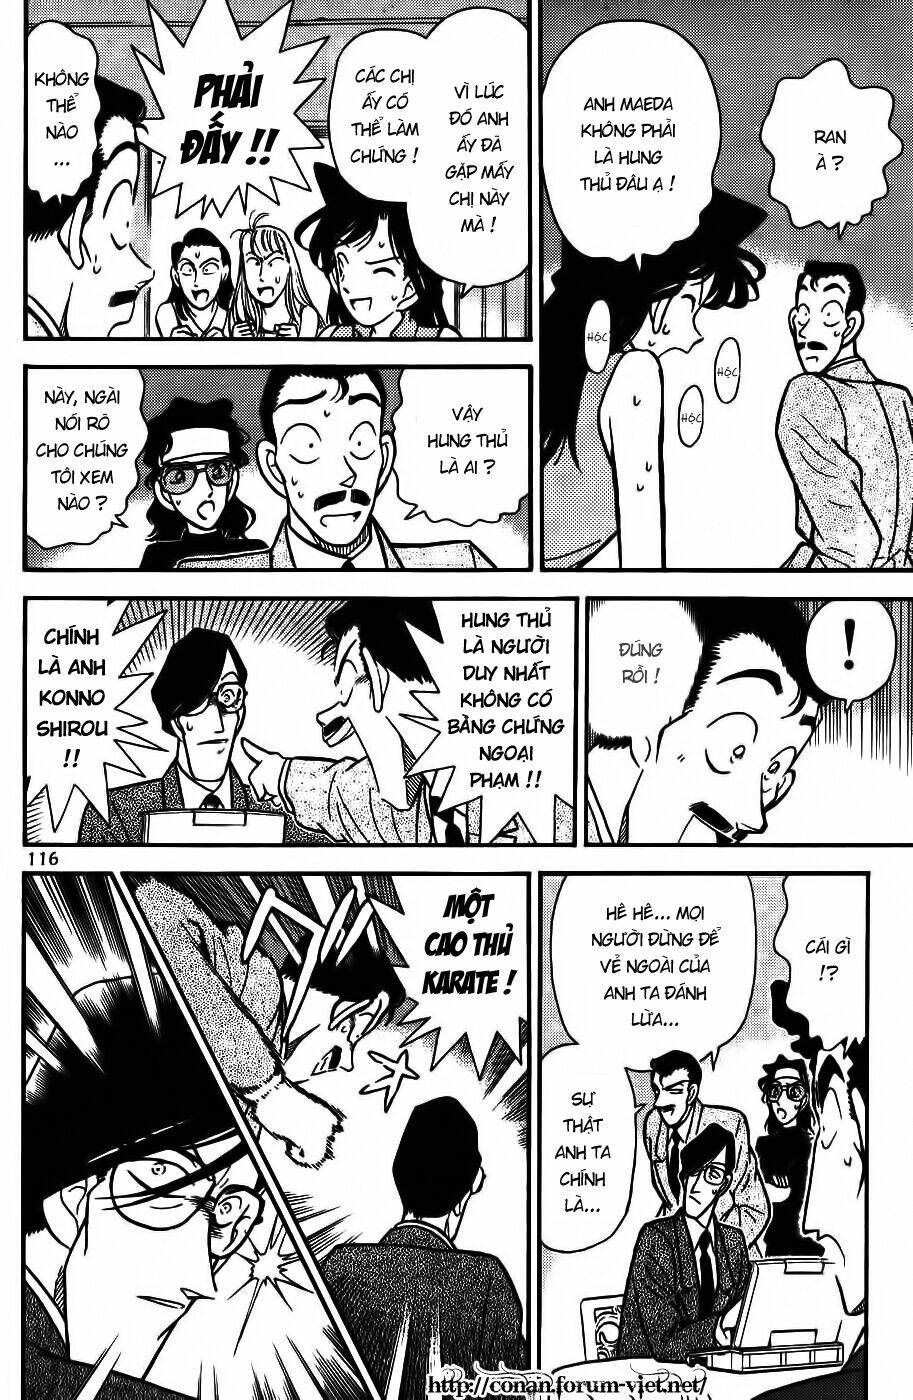 RAN
À ?
ANH MAEDA
KHÔNG PHẢI
LÀ HUNG
THỦ ĐÂU Ạ !
HỘC
HỘC
HỘC
VÌ LÚC
ĐÓ ANH
ẤY ĐÃ
GẶP MẤY
CHỊ NÀY
MÀ !
CÁC CHỊ
ẤY CÓ
THỂ LÀM
CHỨNG !
PHẢI
ĐẤY !!
KHÔNG
THỂ
NÀO
...
VẬY
HUNG THỦ
LÀ AI ?
NÀY, NGÀI
NÓI RÕ
CHO CHÚNG
TÔI XEM
NÀO ?
!
ĐÚNG
RỒI !
HUNG THỦ
LÀ NGƯỜI
DUY NHẤT
KHÔNG CÓ
BẰNG CHỨNG
NGOẠI
PHẠM !!
CHÍNH
LÀ ANH
KONNO
SHIROU
!!
116
CÁI GÌ
!?
HÊ HÊ... MỌI
NGƯỜI ĐỪNG ĐỂ
VẺ NGOÀI CỦA
ANH TA ĐÁNH
LỪA...
SỰ
THẬT
ANH TA
CHÍNH
LÀ...
MỘT
CAO THỦ
KARATE !
http://conan.forum-viet.net/